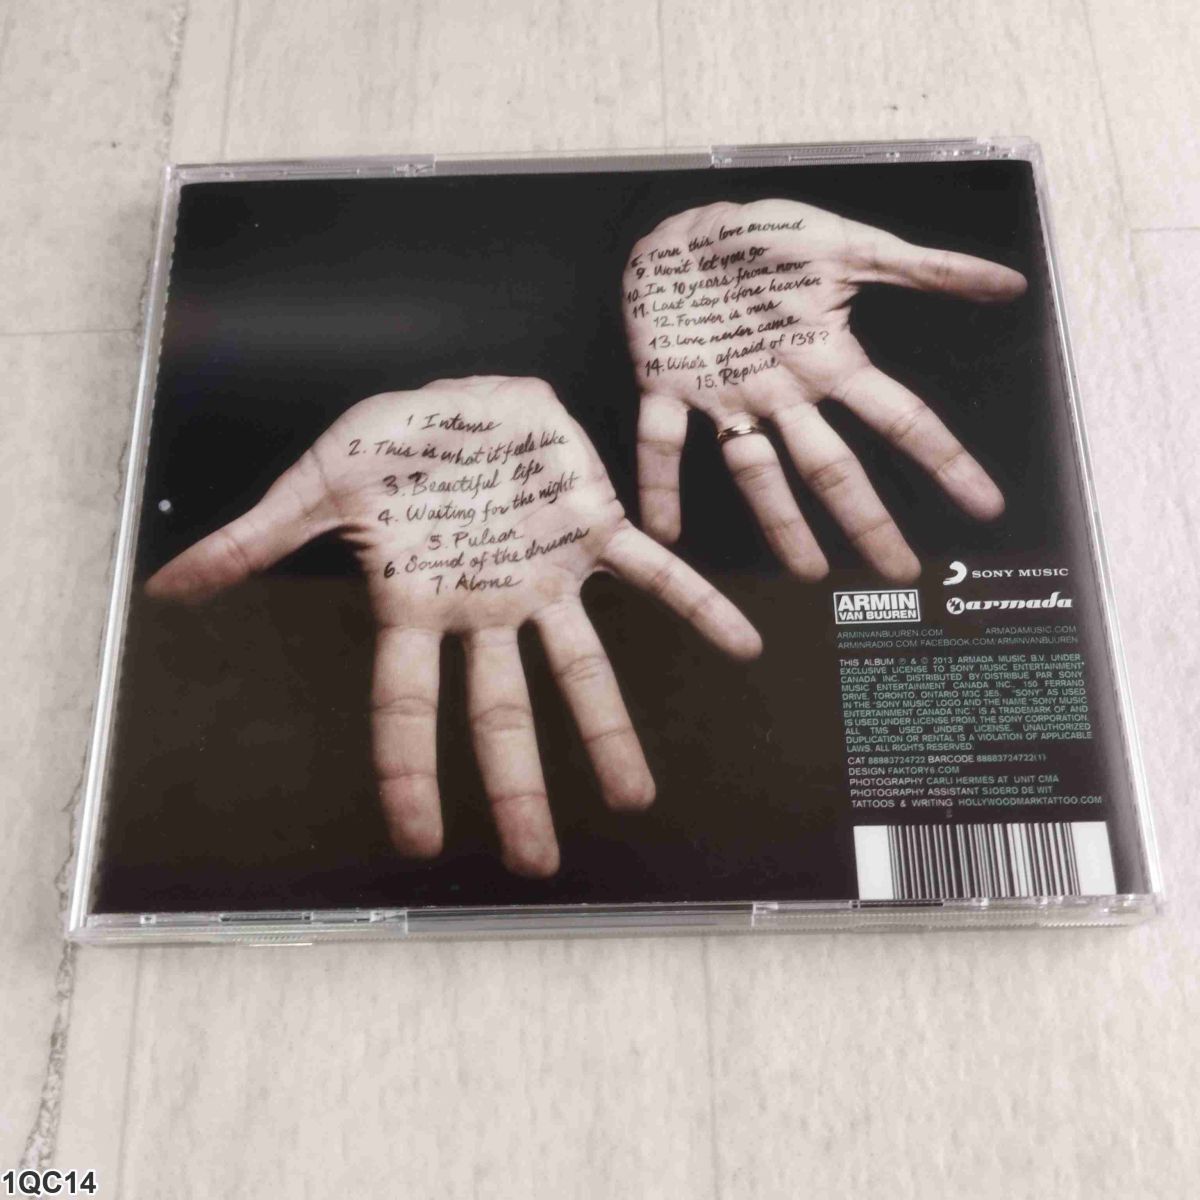 1 Intense
2. This is what it feels like
3. Beautiful life
4. Waiting for the night
5. Pulsar
6. Sound of the drums
7. Alone
8. Turn this love around
9. Won't let you go
10. In 10 years from now
11. Last stop before heaven
12. Forever is ours
13. Love never came
14. Who's afraid of 138?
15. Reprise
SONY MUSIC
ARMIN
VAN BUUREN
armada
ARMINVANBUUREN.COM ARMADAMUSIC.COM
ARMINRADIO.COM FACEBOOK.COM/ARMINVANBUUREN
THIS ALBUM ℗ & © 2013 ARMADA MUSIC B.V. UNDER
EXCLUSIVE LICENSE TO SONY MUSIC ENTERTAINMENT
CANADA INC. DISTRIBUTED BY/DISTRIBUE PAR SONY
MUSIC ENTERTAINMENT CANADA INC., 150 FERRAND
DRIVE, TORONTO, ONTARIO M3C 3E5. "SONY" AS USED
IN THE "SONY MUSIC" LOGO AND THE NAME "SONY MUSIC
ENTERTAINMENT CANADA INC." IS A TRADEMARK OF, AND
IS USED UNDER LICENSE FROM, THE SONY CORPORATION.
ALL TMS USED UNDER LICENSE. UNAUTHORIZED
DUPLICATION OR RENTAL IS A VIOLATION OF APPLICABLE
LAWS. ALL RIGHTS RESERVED.
CAT 88883724722 BARCODE 88883724722(1)
DESIGN FAKTORY6.COM
PHOTOGRAPHY CARLI HERMES AT UNIT CMA
PHOTOGRAPHY ASSISTANT SJOERD DE WIT
TATTOOS & WRITING HOLLYWOODMARKTATTOO.COM
1QC14